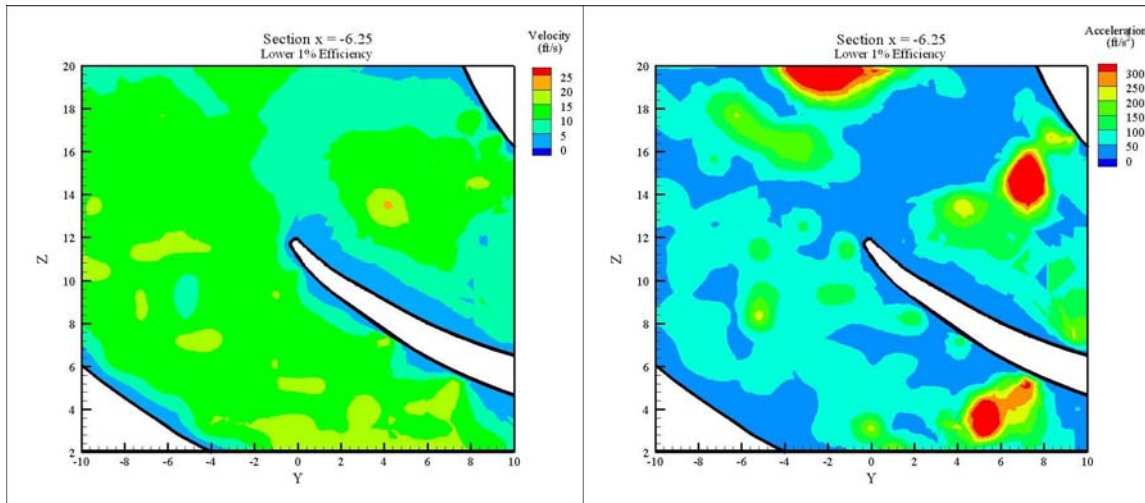 Section x = -6.25
Lower 1% Efficiency
Velocity
(ft/s)
25
20
15
10
5
0
20
18
16
14
12
10
8
6
4
2
Z
-10 -8 -6 -4 -2 0 2 4 6 8 10
Y
Section x = -6.25
Lower 1% Efficiency
Acceleration
(ft/s²)
300
250
200
150
100
50
0
20
18
16
14
12
10
8
6
4
2
Z
-10 -8 -6 -4 -2 0 2 4 6 8 10
Y